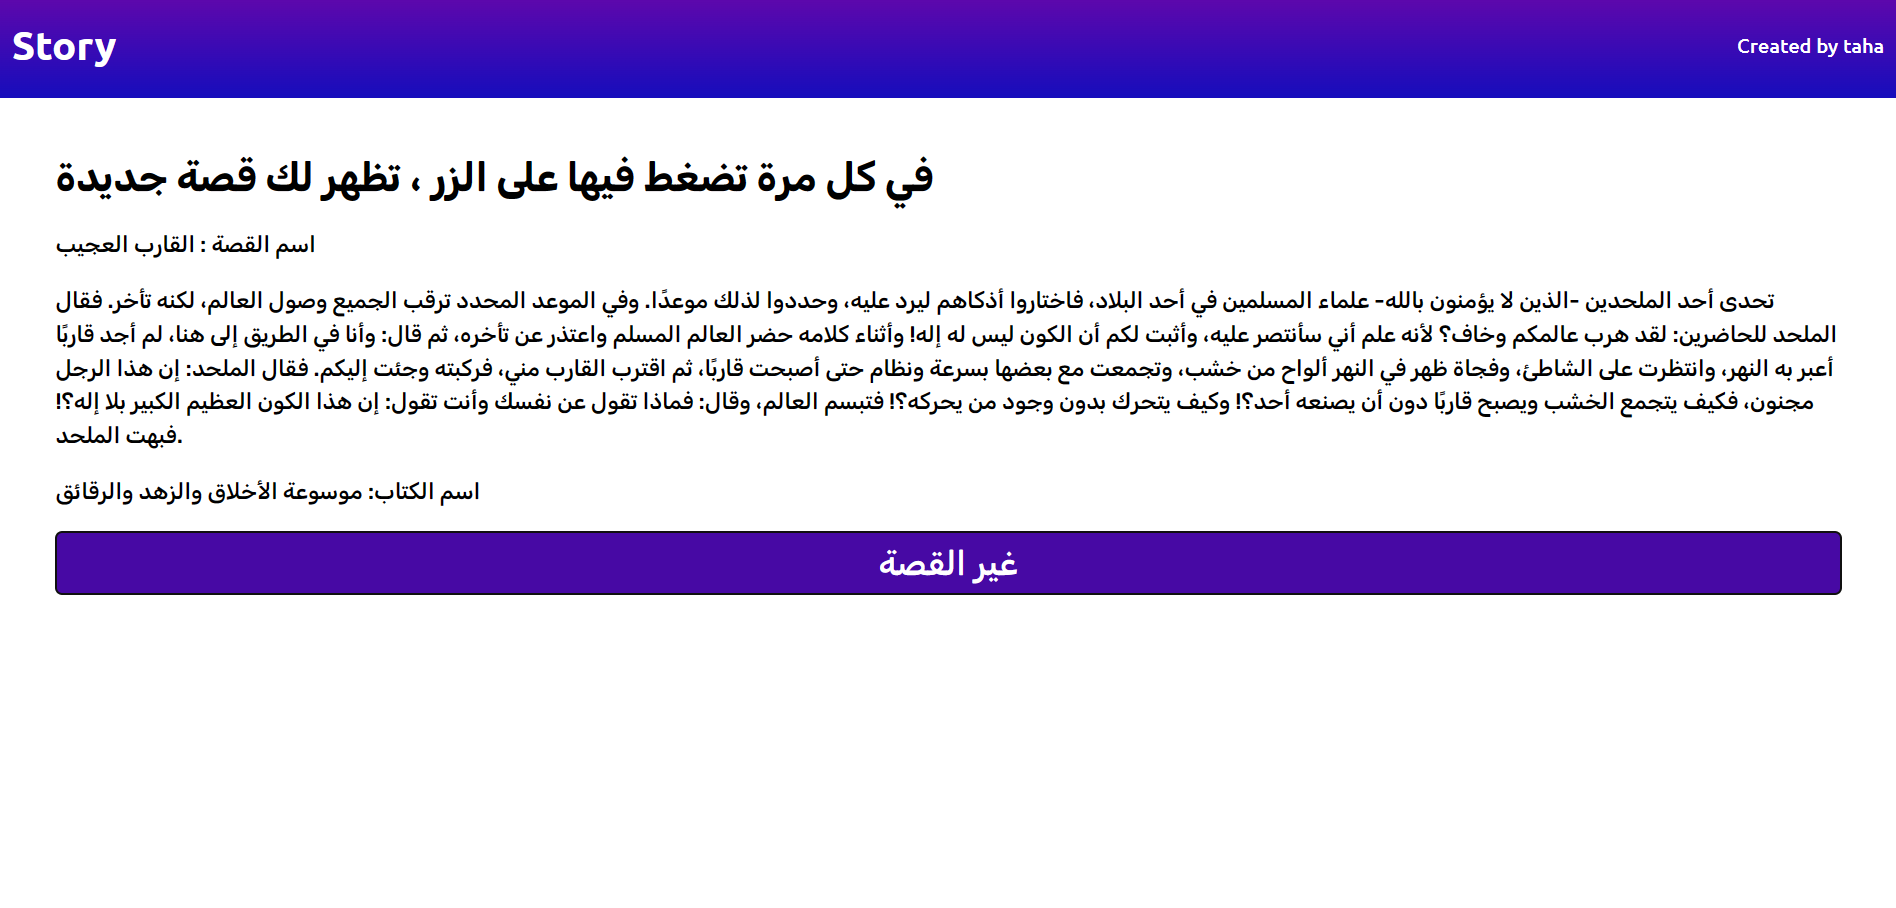 Story
Created by taha
في كل مرة تضغط فيها على الزر ، تظهر لك قصة جديدة
اسم القصة : القارب العجيب
تحدى أحد الملحدين -الذين لا يؤمنون بالله- علماء المسلمين في أحد البلاد، فاختاروا أذكاهم ليرد عليه، وحددوا لذلك موعدًا. وفي الموعد المحدد ترقب الجميع وصول العالم، لكنه تأخر. فقال
الملحد للحاضرين: لقد هرب عالمكم وخاف؟ لأنه علم أني سأنتصر عليه، وأثبت لكم أن الكون ليس له إله! وأثناء كلامه حضر العالم المسلم واعتذر عن تأخره، ثم قال: وأنا في الطريق إلى هنا، لم أجد قاربًا
أعبر به النهر، وانتظرت على الشاطئ، وفجاة ظهر في النهر ألواح من خشب، وتجمعت مع بعضها بسرعة ونظام حتى أصبحت قاربًا، ثم اقترب القارب مني، فركبته وجئت إليكم. فقال الملحد: إن هذا الرجل
مجنون، فكيف يتجمع الخشب ويصبح قاربًا دون أن يصنعه أحد؟! وكيف يتحرك بدون وجود من يحركه؟! فتبسم العالم، وقال: فماذا تقول عن نفسك وأنت تقول: إن هذا الكون العظيم الكبير بلا إله؟!
فبهت الملحد.
اسم الكتاب: موسوعة الأخلاق والزهد والرقائق
غير القصة